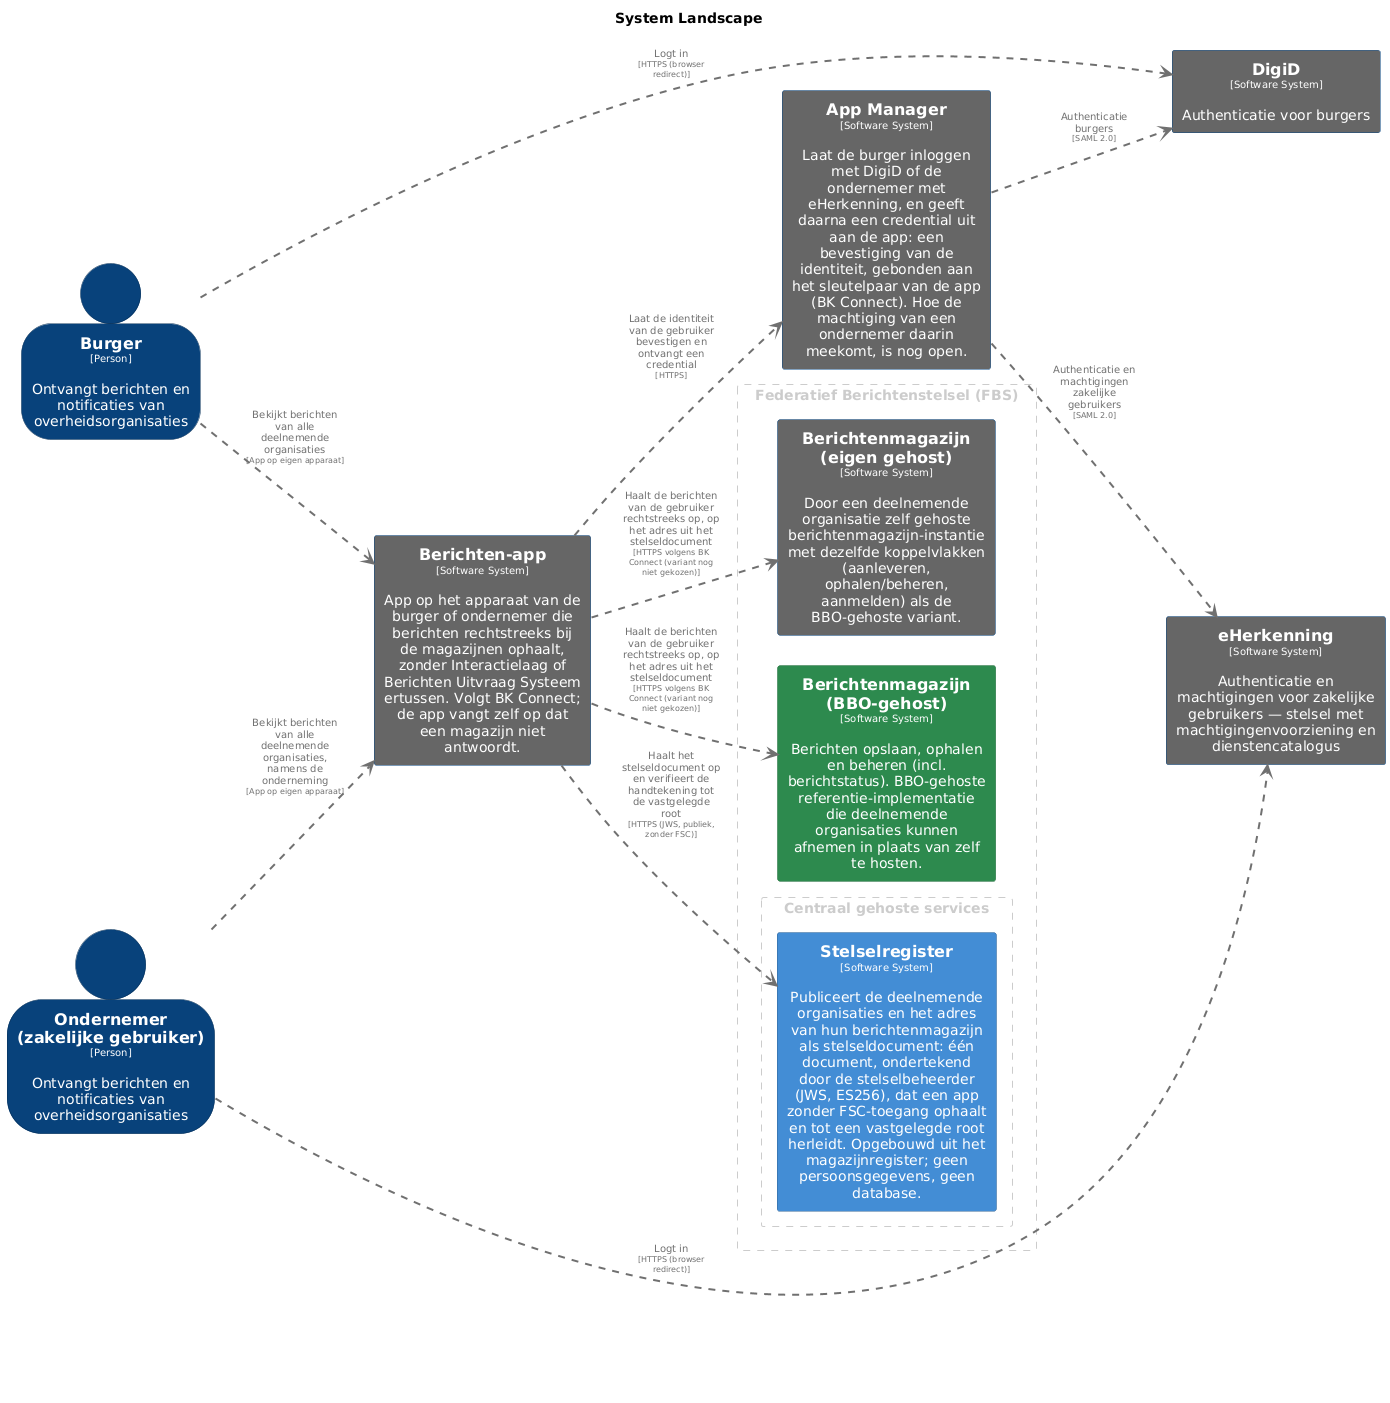 System Landscape
Logt in
[HTTPS (browser
redirect)]
DigiD
[Software System]
Authenticatie voor burgers
App Manager
[Software System]
Laat de burger inloggen
met DigiD of de
ondernemer met
eHerkenning, en geeft
daarna een credential uit
aan de app: een
bevestiging van de
identiteit, gebonden aan
het sleutelpaar van de app
(BK Connect). Hoe de
machtiging van een
ondernemer daarin
meekomt, is nog open.
Authenticatie
burgers
[SAML 2.0]
Burger
[Person]
Ontvangt berichten en
notificaties van
overheidsorganisaties
Laat de identiteit
van de gebruiker
bevestigen en
ontvangt een
credential
[HTTPS]
Authenticatie en
machtigingen
zakelijke
gebruikers
[SAML 2.0]
Bekijkt berichten
van alle
deelnemende
organisaties
[App op eigen apparaat]
Federatief Berichtenstelsel (FBS)
Berichtenmagazijn
(eigen gehost)
[Software System]
Door een deelnemende
organisatie zelf gehoste
berichtenmagazijn-instantie
met dezelfde koppelvlakken
(aanleveren,
ophalen/beheren,
aanmelden) als de
BBO-gehoste variant.
Haalt de berichten
van de gebruiker
rechtstreeks op, op
het adres uit het
stelseldocument
[HTTPS volgens BK
Connect (variant nog
niet gekozen)]
Berichten-app
[Software System]
App op het apparaat van de
burger of ondernemer die
berichten rechtstreeks bij
de magazijnen ophaalt,
zonder Interactielaag of
Berichten Uitvraag Systeem
ertussen. Volgt BK Connect;
de app vangt zelf op dat
een magazijn niet
antwoordt.
Haalt de berichten
van de gebruiker
rechtstreeks op, op
het adres uit het
stelseldocument
[HTTPS volgens BK
Connect (variant nog
niet gekozen)]
eHerkenning
[Software System]
Authenticatie en
machtigingen voor zakelijke
gebruikers — stelsel met
machtigingenvoorziening en
dienstencatalogus
Berichtenmagazijn
(BBO-gehost)
[Software System]
Berichten opslaan, ophalen
en beheren (incl.
berichtstatus). BBO-gehoste
referentie-implementatie
die deelnemende
organisaties kunnen
afnemen in plaats van zelf
te hosten.
Bekijkt berichten
van alle
deelnemende
organisaties,
namens de
onderneming
[App op eigen apparaat]
Haalt het
stelseldocument op
en verifieert de
handtekening tot
de vastgelegde
root
[HTTPS (JWS, publiek,
zonder FSC)]
Centraal gehoste services
Stelselregister
[Software System]
Publiceert de deelnemende
organisaties en het adres
van hun berichtenmagazijn
als stelseldocument: één
document, ondertekend
door de stelselbeheerder
(JWS, ES256), dat een app
zonder FSC-toegang ophaalt
en tot een vastgelegde root
herleidt. Opgebouwd uit het
magazijnregister; geen
persoonsgegevens, geen
database.
Ondernemer
(zakelijke gebruiker)
[Person]
Ontvangt berichten en
notificaties van
overheidsorganisaties
Logt in
[HTTPS (browser
redirect)]